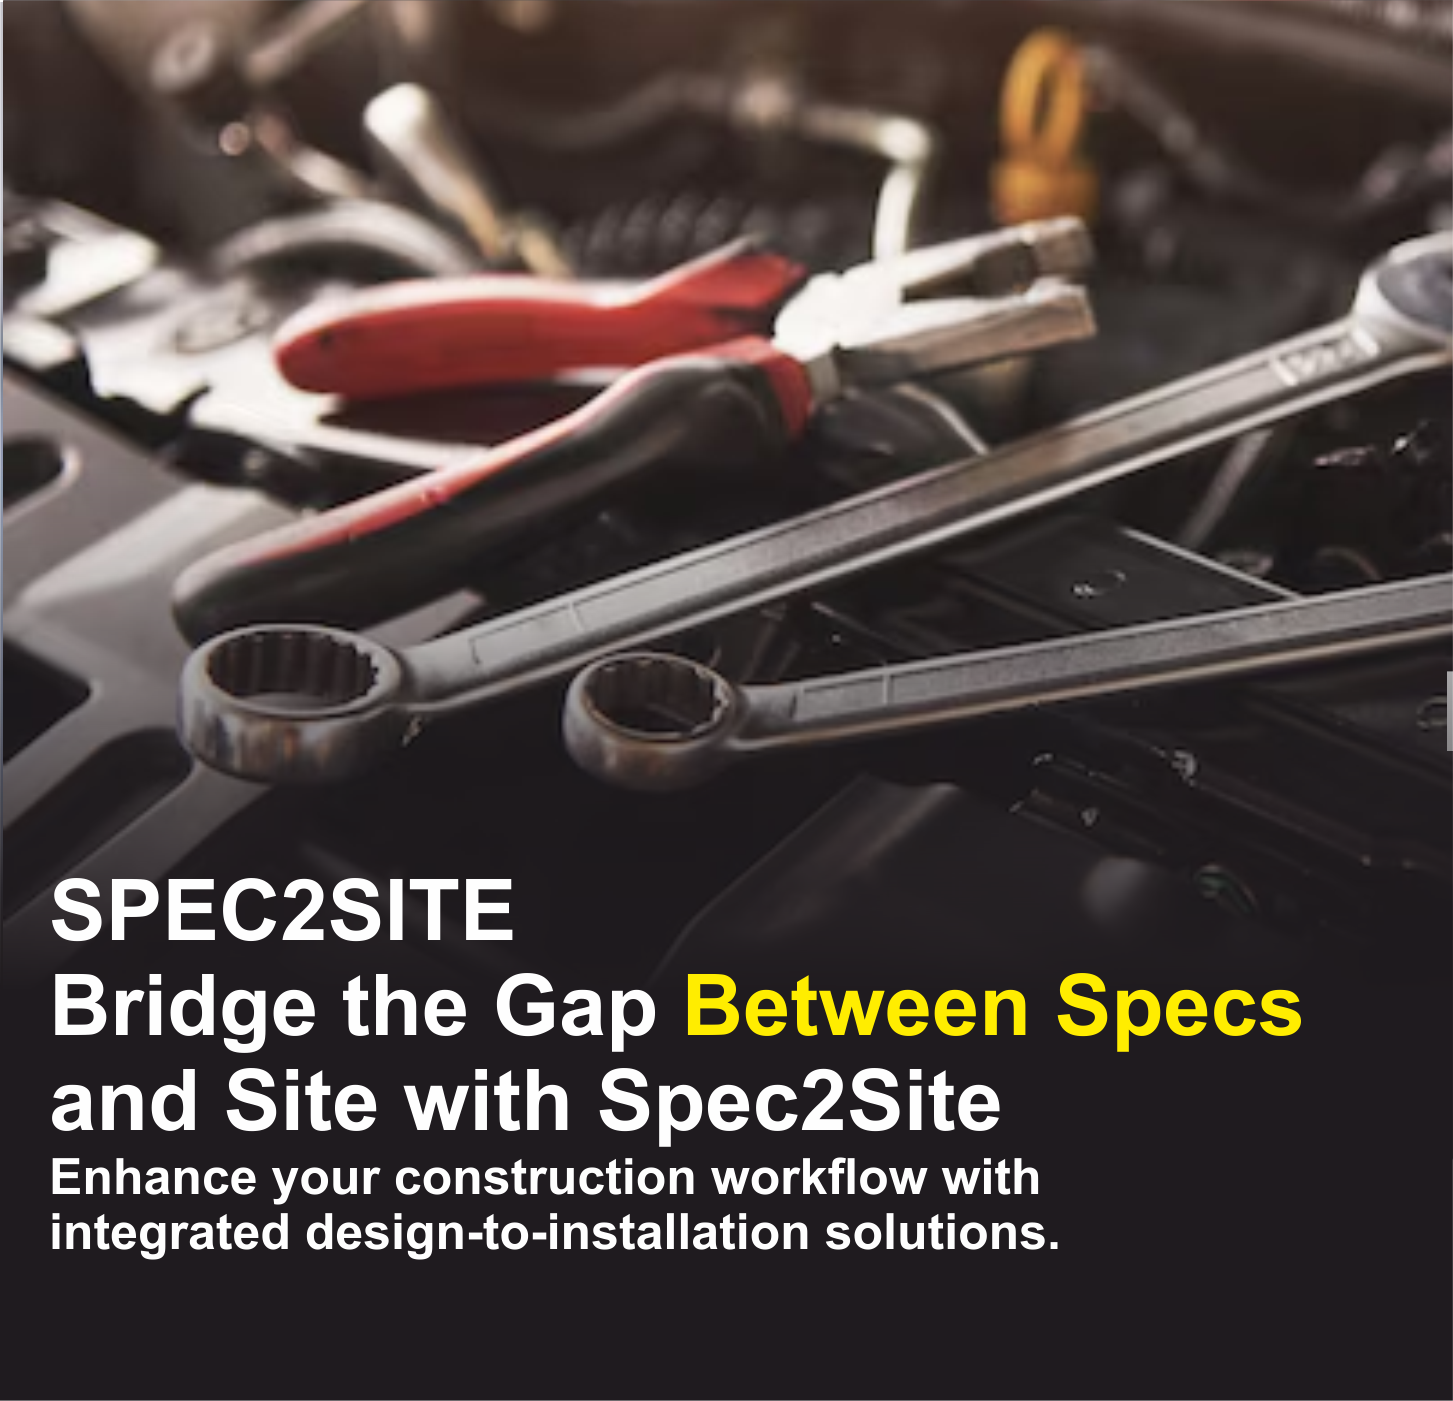 SPEC2SITE
Bridge the Gap Between Specs
and Site with Spec2Site
Enhance your construction workflow with
integrated design-to-installation solutions.